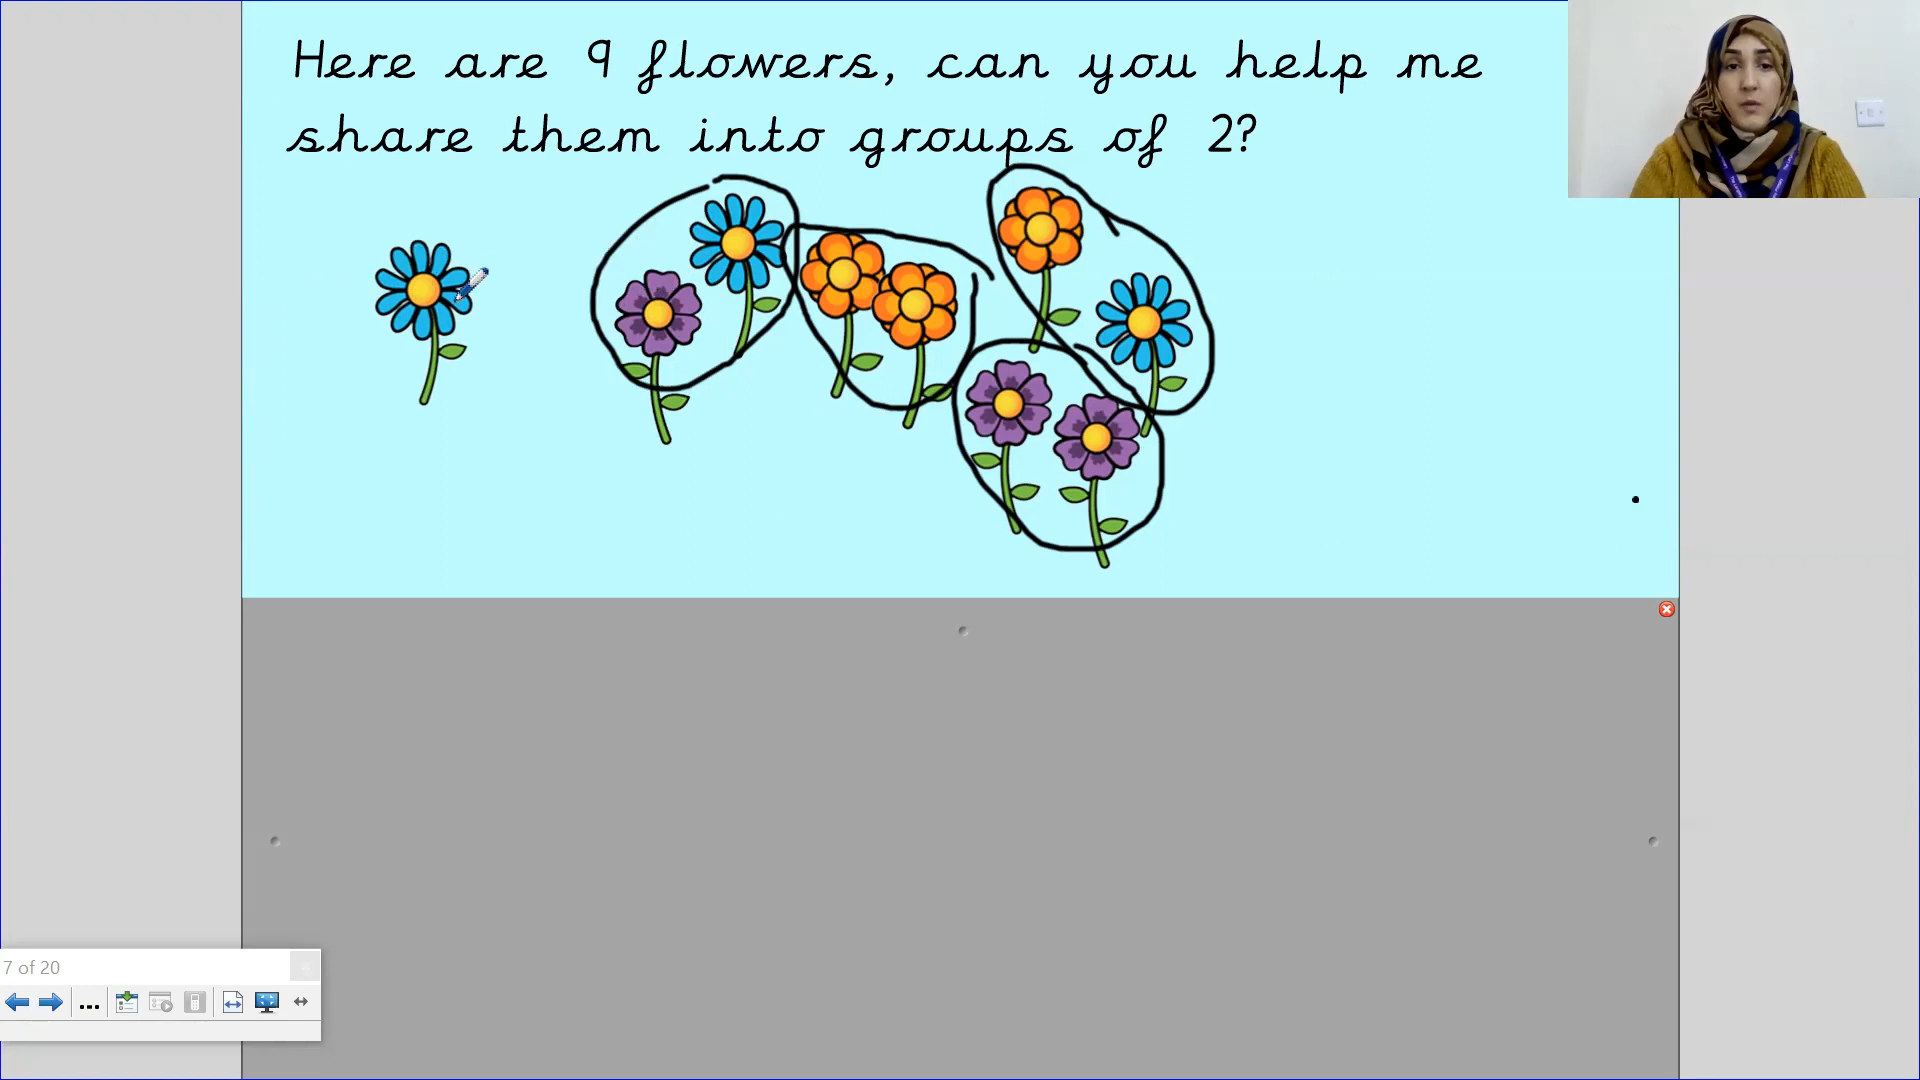 Here are 9 flowers, can you help me
share them into groups of 2?
7 of 20